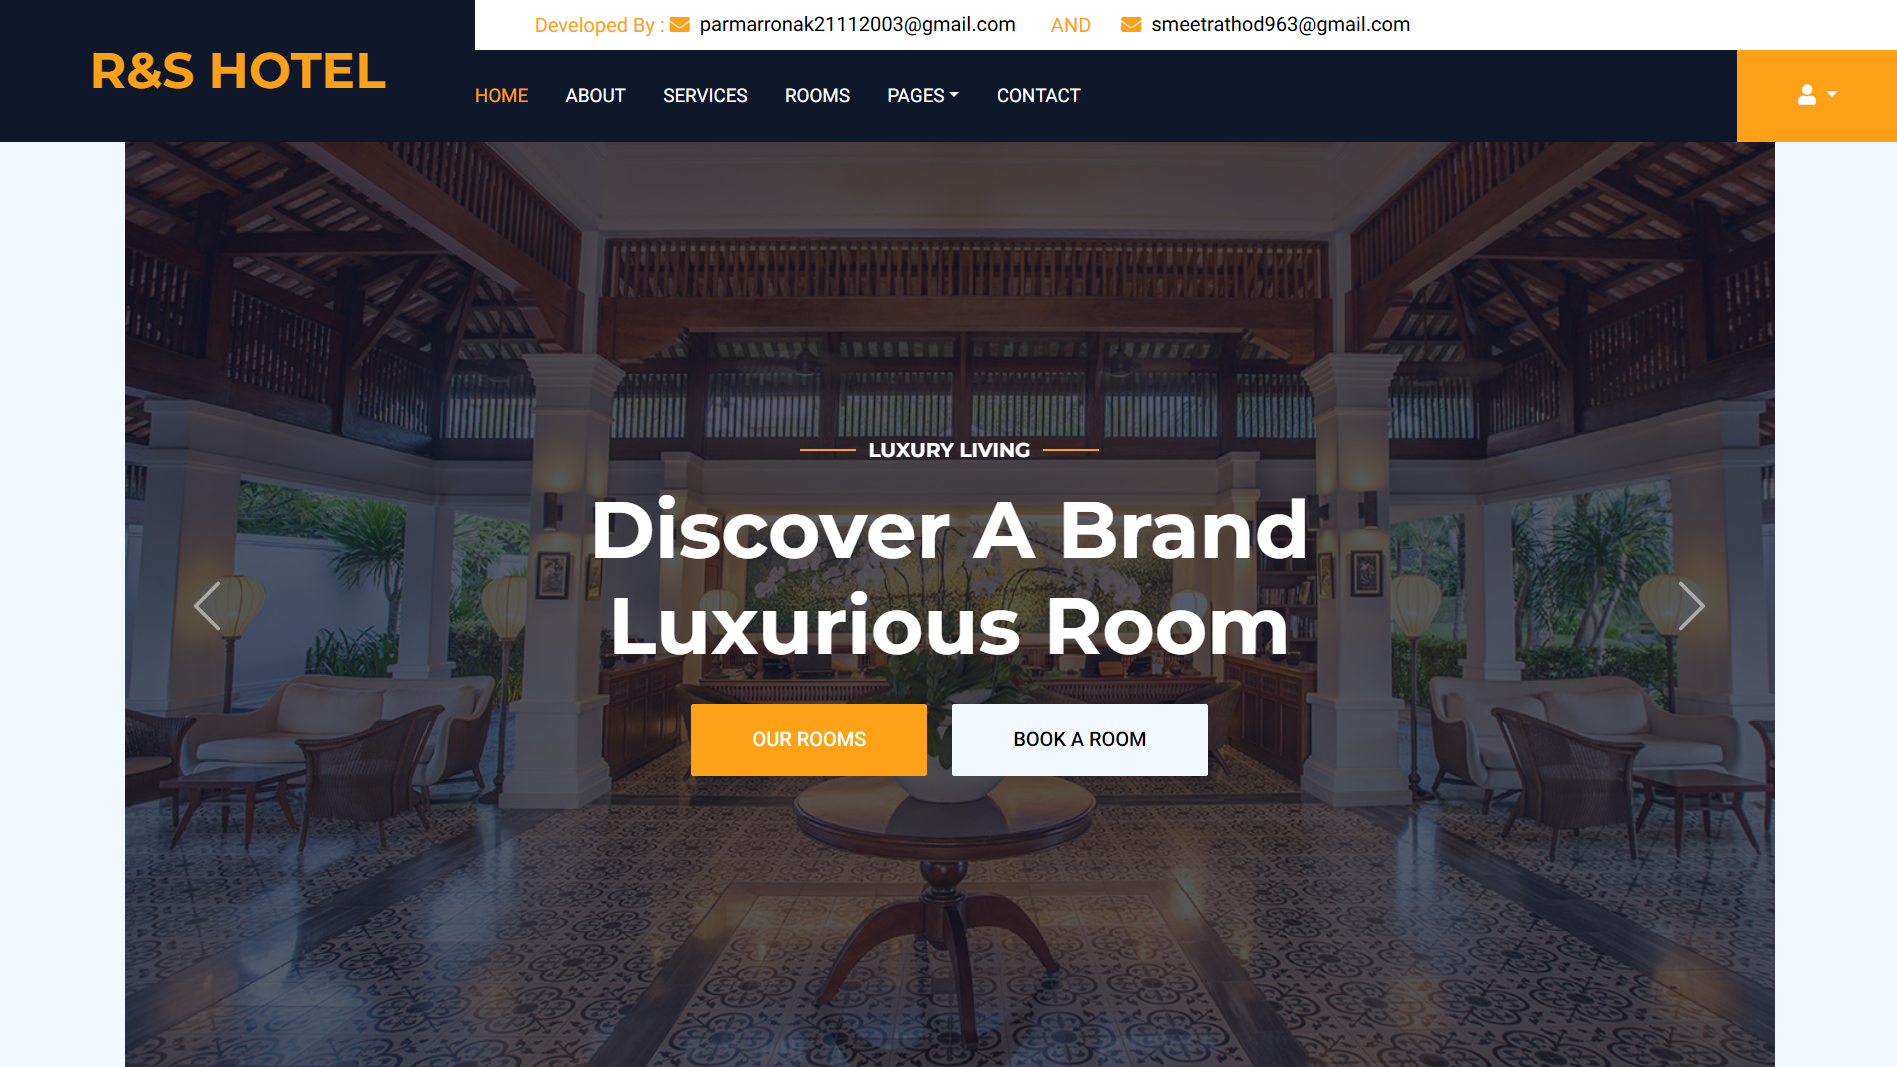 R&S HOTEL
Developed By : parmarronak21112003@gmail.com AND smeetrathod963@gmail.com
HOME ABOUT SERVICES ROOMS PAGES CONTACT
LUXURY LIVING
Discover A Brand
Luxurious Room
OUR ROOMS BOOK A ROOM